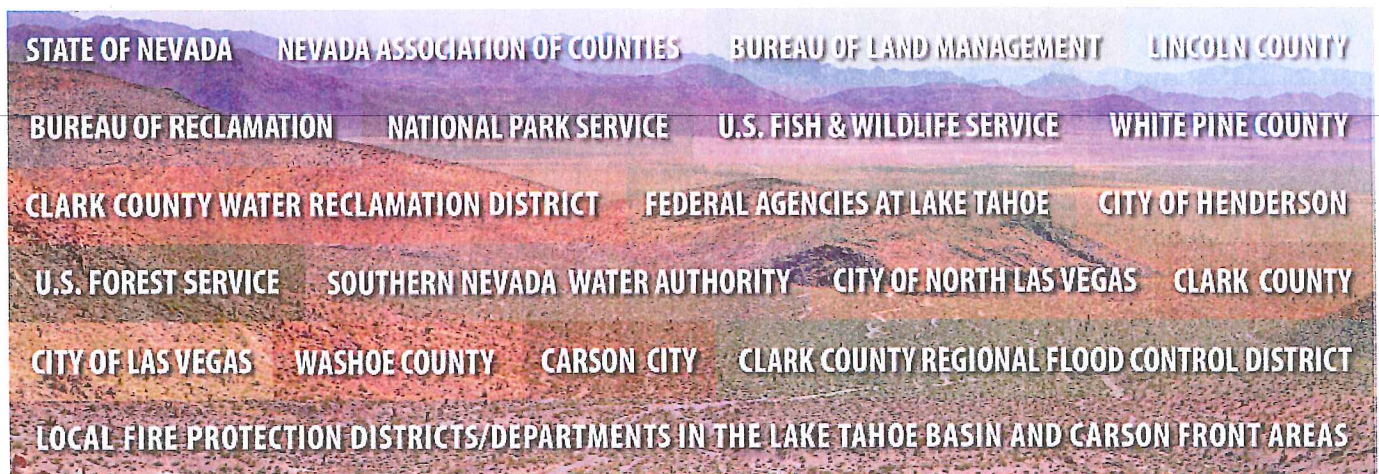 STATE OF NEVADA NEVADA ASSOCIATION OF COUNTIES BUREAU OF LAND MANAGEMENT LINCOLN COUNTY
BUREAU OF RECLAMATION NATIONAL PARK SERVICE U.S. FISH & WILDLIFE SERVICE WHITE PINE COUNTY
CLARK COUNTY WATER RECLAMATION DISTRICT FEDERAL AGENCIES AT LAKE TAHOE CITY OF HENDERSON
U.S. FOREST SERVICE SOUTHERN NEVADA WATER AUTHORITY CITY OF NORTH LAS VEGAS CLARK COUNTY
CITY OF LAS VEGAS WASHOE COUNTY CARSON CITY CLARK COUNTY REGIONAL FLOOD CONTROL DISTRICT
LOCAL FIRE PROTECTION DISTRICTS/DEPARTMENTS IN THE LAKE TAHOE BASIN AND CARSON FRONT AREAS